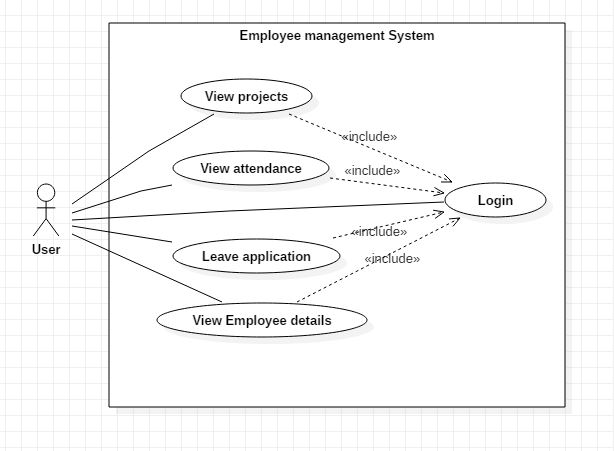 Employee management System
View projects
«include»
View attendance
«include»
Login
User
Leave application
«include»
«include»
View Employee details